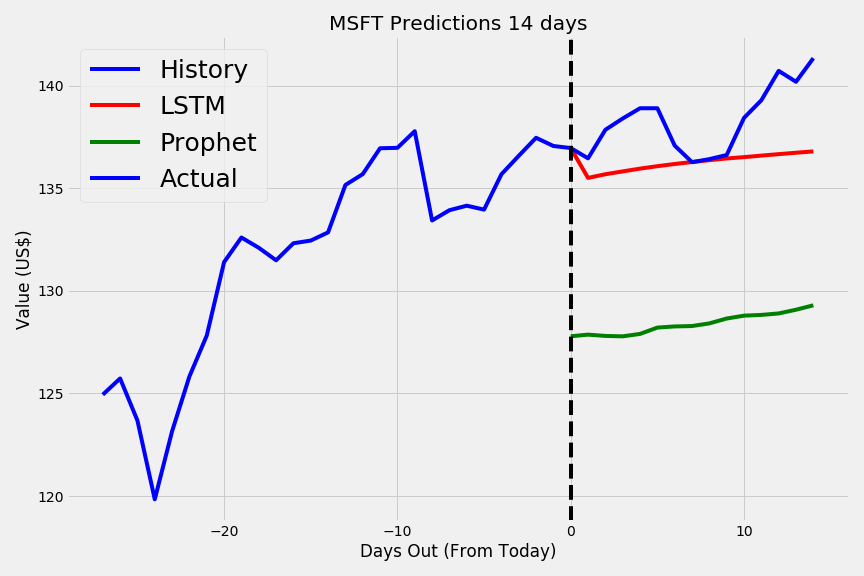 MSFT Predictions 14 days
History
LSTM
Prophet
Actual
140
135
130
125
120
Value (US$)
−20
−10
0
10
Days Out (From Today)